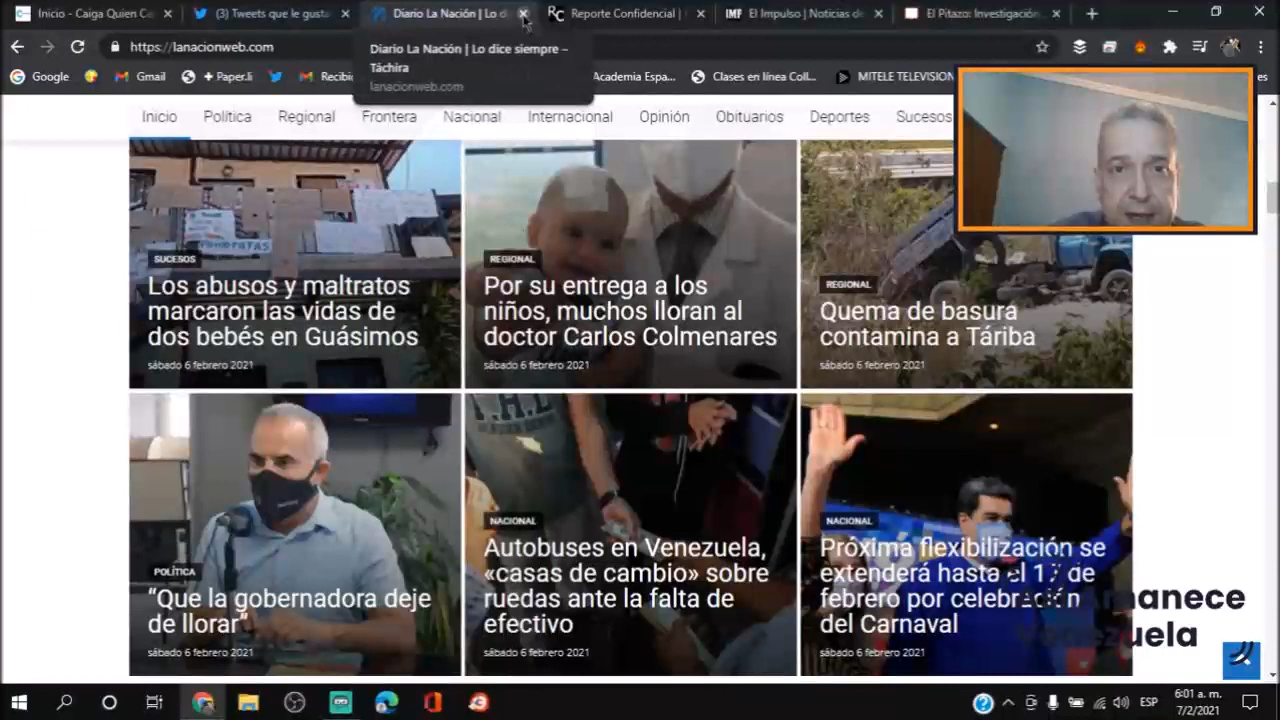 Inicio - Caiga Quien Ca
(3) Tweets que le gusta
Diario La Nación | Lo d
Reporte Confidencial |
IMF El Impulso | Noticias de
El Pitazo: Investigación
https://lanacionweb.com
Diario La Nación | Lo dice siempre –
Táchira
lanacionweb.com
Google
Gmail
+ Paper.li
Recibi
Academia Espa...
Clases en línea Coll...
MITELE TELEVISION
Inicio
Política
Regional
Frontera
Nacional
Internacional
Opinión
Obituarios
Deportes
Sucesos
SUCESOS
Los abusos y maltratos
marcaron las vidas de
dos bebés en Guásimos
sábado 6 febrero 2021
REGIONAL
Por su entrega a los
niños, muchos lloran al
doctor Carlos Colmenares
sábado 6 febrero 2021
REGIONAL
Quema de basura
contamina a Táriba
sábado 6 febrero 2021
POLÍTICA
“Que la gobernadora deje
de llorar”
sábado 6 febrero 2021
NACIONAL
Autobuses en Venezuela,
«casas de cambio» sobre
ruedas ante la falta de
efectivo
sábado 6 febrero 2021
NACIONAL
Próxima flexibilización se
extenderá hasta el 17 de
febrero por celebración
del Carnaval
sábado 6 febrero 2021
manece
Venezuela
ESP
6:01 a. m.
7/2/2021